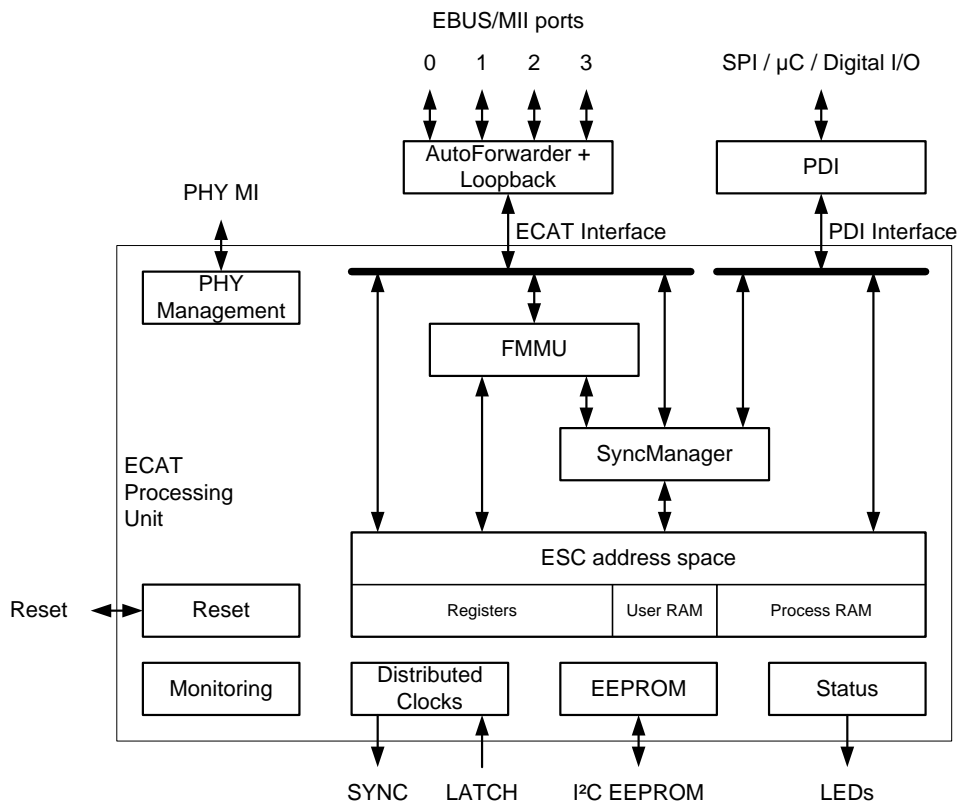 EBUS/MII ports
0 1 2 3
SPI / µC / Digital I/O
AutoForwarder +
Loopback
PDI
PHY MI
ECAT Interface
PDI Interface
PHY
Management
FMMU
SyncManager
ECAT
Processing
Unit
ESC address space
Reset
Reset
Registers
User RAM
Process RAM
Monitoring
Distributed
Clocks
EEPROM
Status
SYNC
LATCH
I²C EEPROM
LEDs